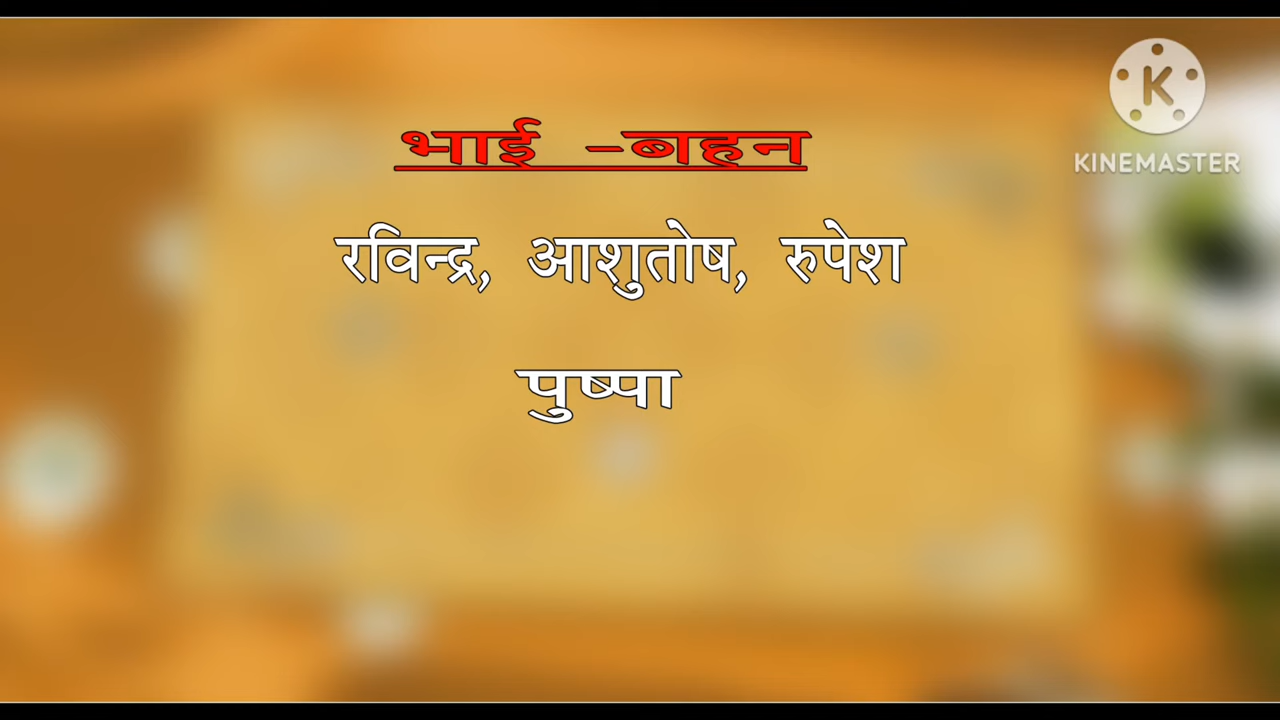 K
KINEMASTER
भाई -बहन
रविन्द्र, आशुतोष, रुपेश
पुष्पा